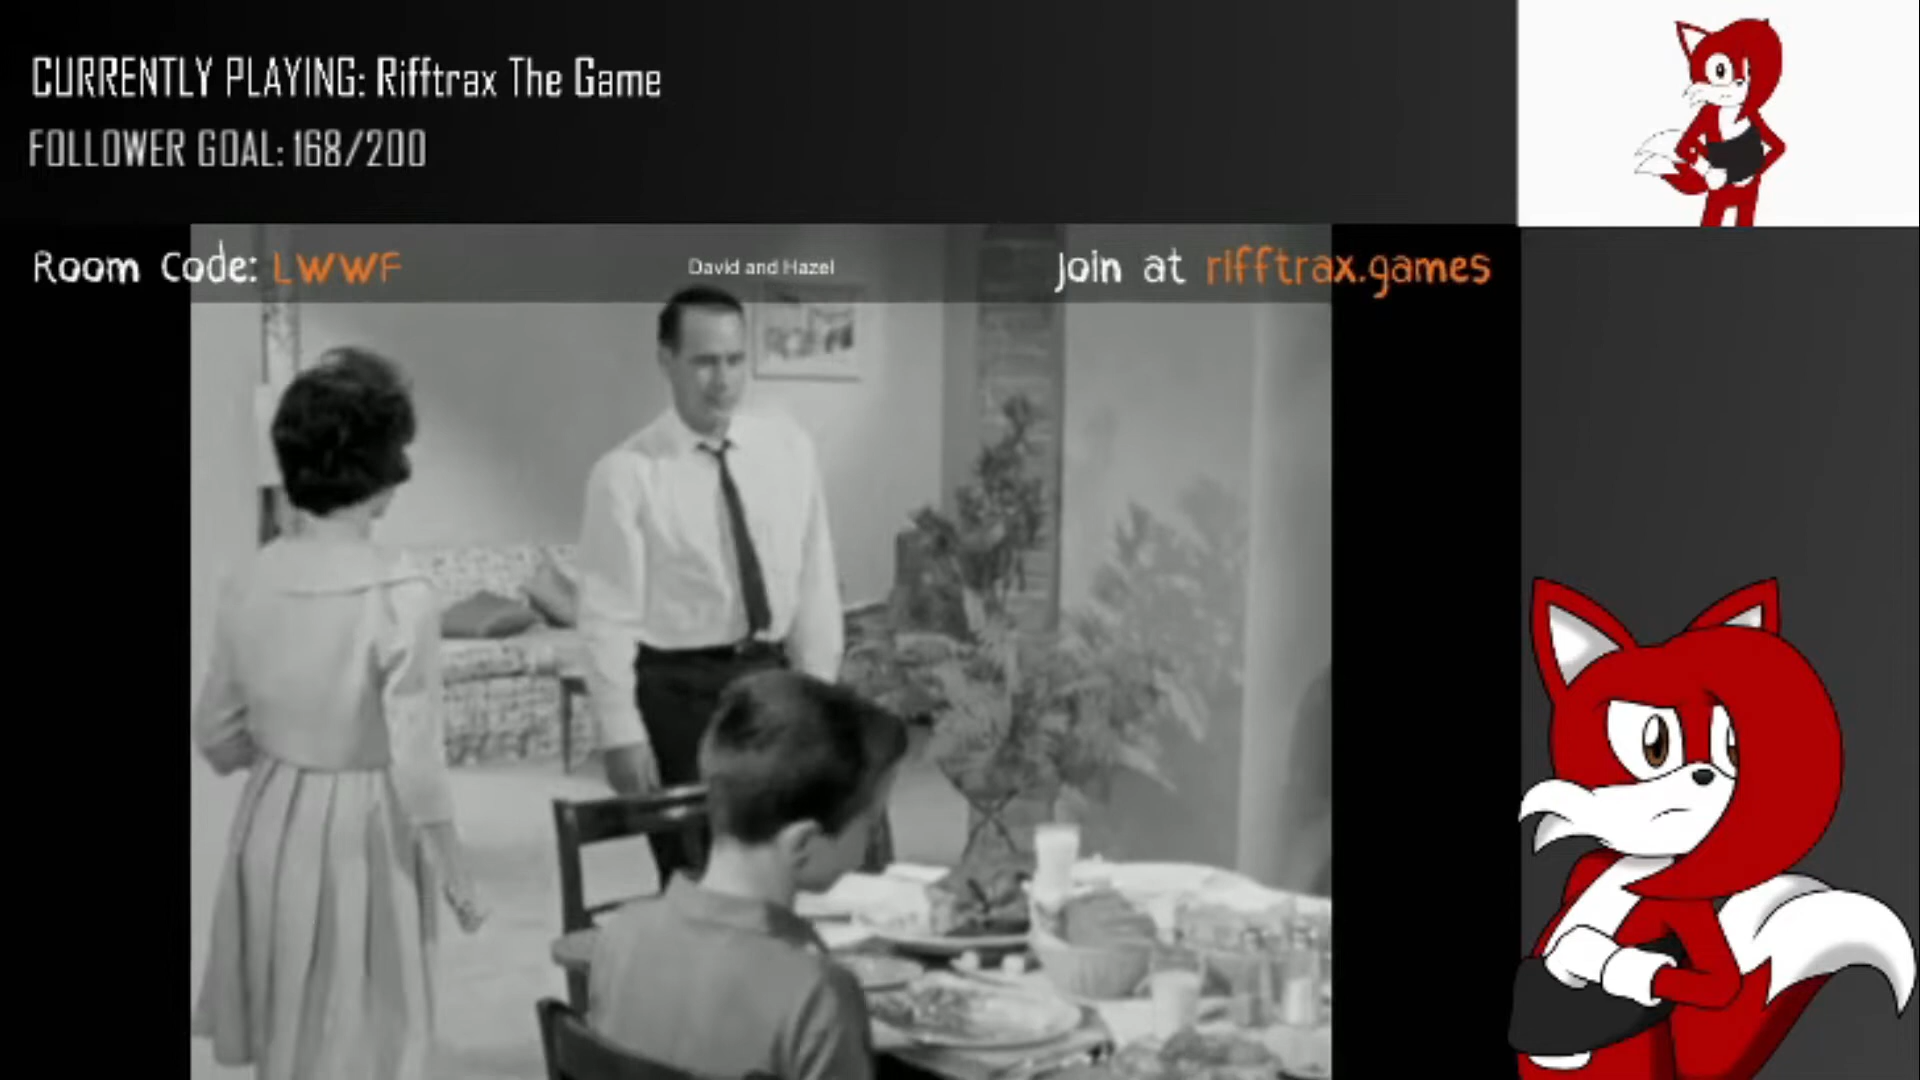 CURRENTLY PLAYING: Rifftrax The Game
FOLLOWER GOAL: 168/200
Room Code: LWWF
David and Hazel
Join at rifftrax.games